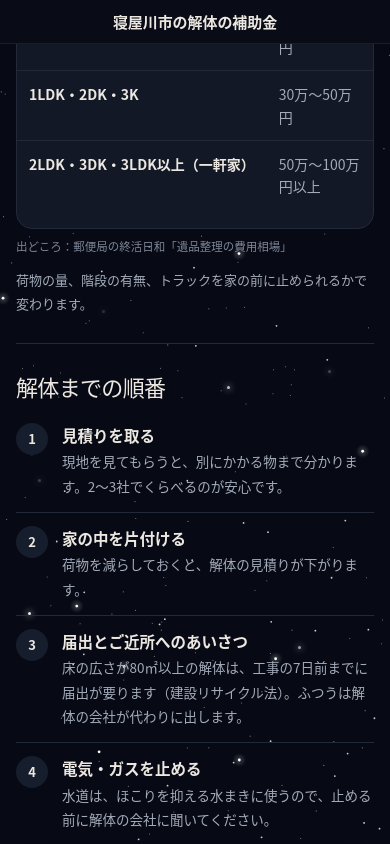 寝屋川市の解体の補助金
円
1LDK・2DK・3K
30万〜50万
円
2LDK・3DK・3LDK以上（一軒家）
50万〜100万
円以上
出どころ：郵便局の終活日和「遺品整理の費用相場」
荷物の量、階段の有無、トラックを家の前に止められるかで
変わります。
解体までの順番
1
見積りを取る
現地を見てもらうと、別にかかる物まで分かりま
す。2〜3社でくらべるのが安心です。
2
家の中を片付ける
荷物を減らしておくと、解体の見積りが下がりま
す。
3
届出とご近所へのあいさつ
床の広さが80㎡以上の解体は、工事の7日前までに
届出が要ります（建設リサイクル法）。ふつうは解
体の会社が代わりに出します。
4
電気・ガスを止める
水道は、ほこりを抑える水まきに使うので、止める
前に解体の会社に聞いてください。